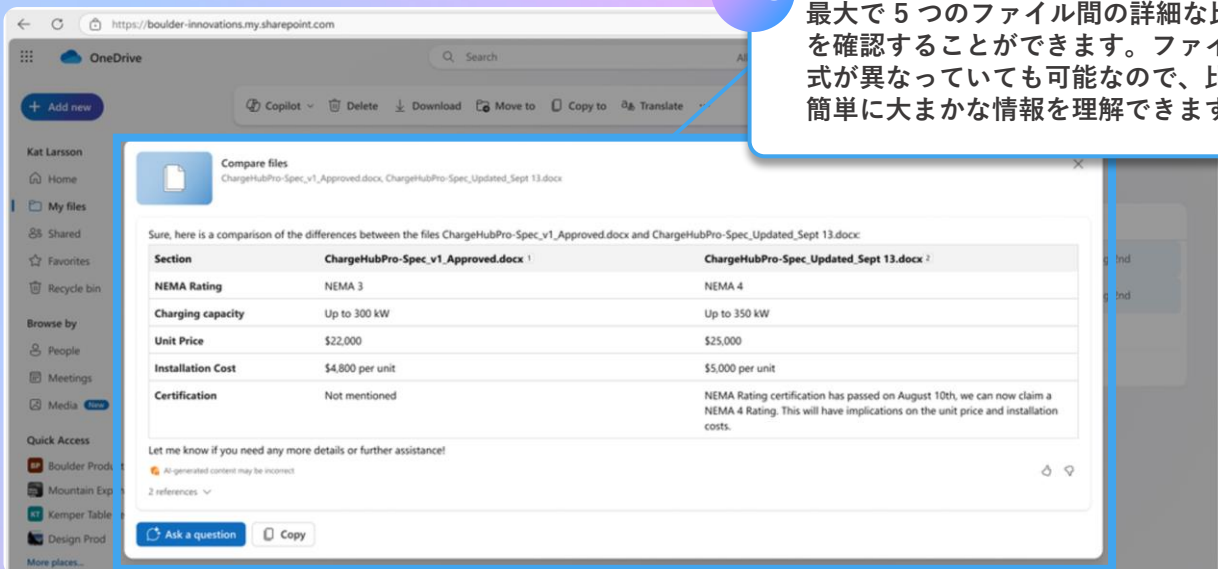 最大で 5 つのファイル間の詳細な
を確認することができます。ファイ
式が異なっていても可能なので、
簡単に大まかな情報を理解できます
https://boulder-innovations.my.sharepoint.com
OneDrive
Search
Add new
Copilot
Delete
Download
Move to
Copy to
Translate
Kat Larsson
Home
My files
Shared
Favorites
Recycle bin
Browse by
People
Meetings
Media New
Quick Access
BP Boulder Produ
Mountain Exp
KT Kemper Table
Design Prod
More places...
Compare files
ChargeHubPro-Spec_v1_Approved.docx, ChargeHubPro-Spec_Updated_Sept 13.docx
Sure, here is a comparison of the differences between the files ChargeHubPro-Spec_v1_Approved.docx and ChargeHubPro-Spec_Updated_Sept 13.docx:
Section ChargeHubPro-Spec_v1_Approved.docx 1 ChargeHubPro-Spec_Updated_Sept 13.docx 2
NEMA Rating NEMA 3 NEMA 4
Charging capacity Up to 300 kW Up to 350 kW
Unit Price $22,000 $25,000
Installation Cost $4,800 per unit $5,000 per unit
Certification Not mentioned NEMA Rating certification has passed on August 10th, we can now claim a
NEMA 4 Rating. This will have implications on the unit price and installation
costs.
Let me know if you need any more details or further assistance!
AI-generated content may be incorrect
2 references
Ask a question
Copy